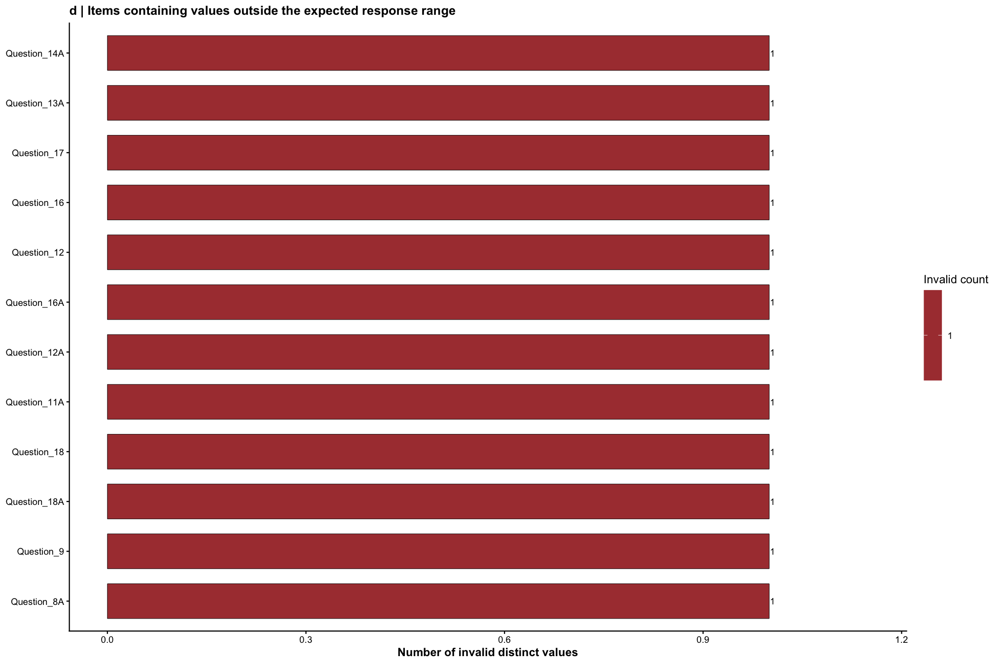 d | Items containing values outside the expected response range
Question_14A 1
Question_13A 1
Question_17 1
Question_16 1
Question_12 1
Question_16A 1
Question_12A 1
Question_11A 1
Question_18 1
Question_18A 1
Question_9 1
Question_8A 1
0.0 0.3 0.6 0.9 1.2
Number of invalid distinct values
Invalid count
1